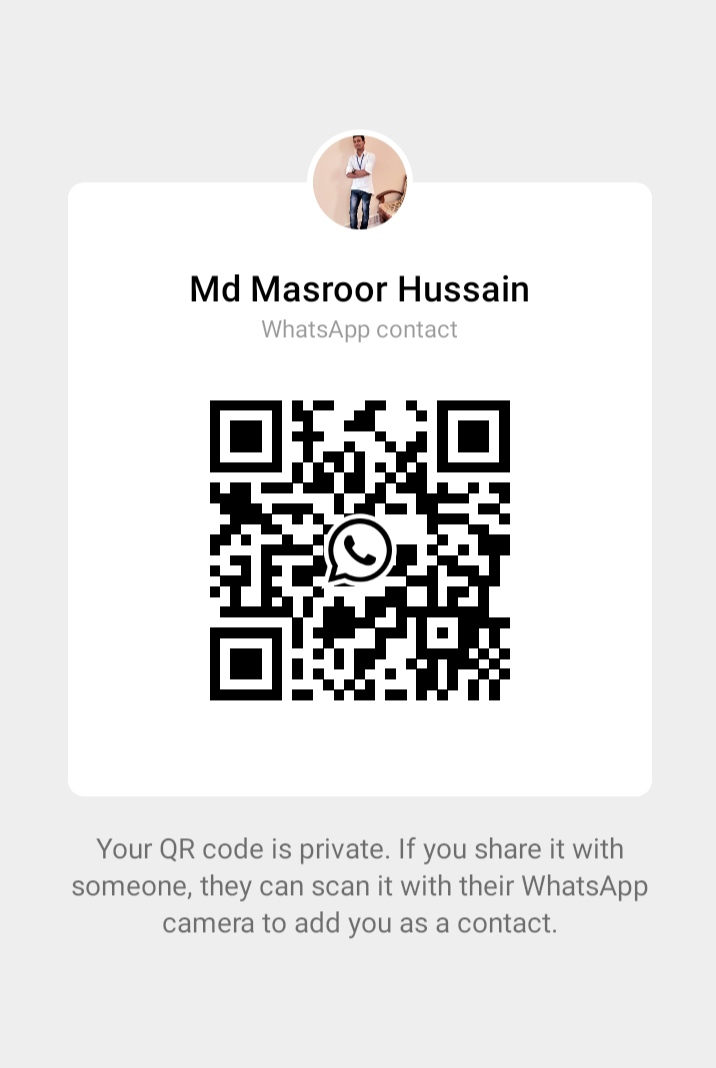 Md Masroor Hussain
WhatsApp contact
Your QR code is private. If you share it with
someone, they can scan it with their WhatsApp
camera to add you as a contact.